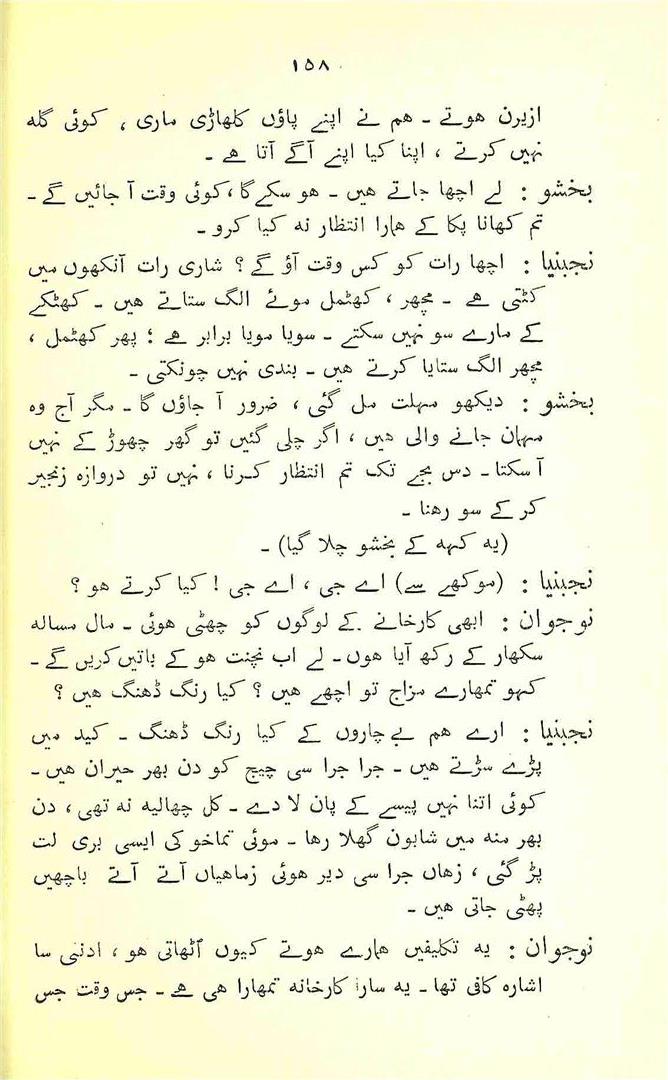 ۱۵۸
ازیرن ہوتے ۔ ہم نے اپنے پاؤں کلھاڑی ماری ، کوئی گلہ
نہیں کرتے ، اپنا کیا اپنے آگے آتا ہے ۔
بخشو : لے اچھا جاتے ہیں ۔ ہو سکے گا ، کوئی وقت آ جائیں گے ۔
تم کھانا پکا کے ہمارا انتظار نہ کیا کرو ۔
نجبنیا : اچھا رات کو کس وقت آؤ گے ؟ شاری رات آنکھوں میں
کٹتی ہے ۔ مچھر ، کھٹمل موئے الگ ستاتے ہیں ۔ کھٹکے
کے مارے سو نہیں سکتے ۔ سویا مویا برابر ہے ؛ پھر کھٹمل ،
مچھر الگ ستایا کرتے ہیں ۔ بندی نہیں چونکتی ۔
بخشو : دیکھو مہلت مل گئی ، ضرور آ جاؤں گا ۔ مگر آج وہ
مہمان جانے والی ہیں ، اگر چلی گئیں تو گھر چھوڑ کے نہیں
آ سکتا ۔ دس بجے تک تم انتظار کرنا ، نہیں تو دروازہ زنجیر
کر کے سو رہنا ۔
(یہ کہہ کے بخشو چلا گیا) ۔
نجبنیا : (موکھے سے) اے جی ، اے جی ! کیا کرتے ہو ؟
نوجوان : ابھی کارخانے کے لوگوں کو چھٹی ہوئی ۔ مال مسالہ
سکھار کے رکھ آیا ہوں ۔ لے اب نچنت ہو کے باتیں کریں گے ۔
کہو تمھارے مزاج تو اچھے ہیں ؟ کیا رنگ ڈھنگ ہیں ؟
نجبنیا : ارے ہم بےچاروں کے کیا رنگ ڈھنگ ۔ کید میں
پڑے سڑتے ہیں ۔ جرا جرا سی چیج کو دن بھر حیران ہیں ۔
کوئی اتنا نہیں پیسے کے پان لا دے ۔ کل چھالیہ نہ تھی ، دن
بھر منہ میں شابون گھلا رہا ۔ موئی تماخو کی ایسی بری لت
پڑ گئی ، زھاں جرا سی دیر ہوئی زماھیاں آتے آتے باچھیں
پھٹی جاتی ہیں ۔
نوجوان : یہ تکلیفیں ہمارے ہوتے کیوں اٹھاتی ہو ، ادنیٰ سا
اشارہ کافی تھا ۔ یہ سارا کارخانہ تمھارا ہی ہے ۔ جس وقت جس